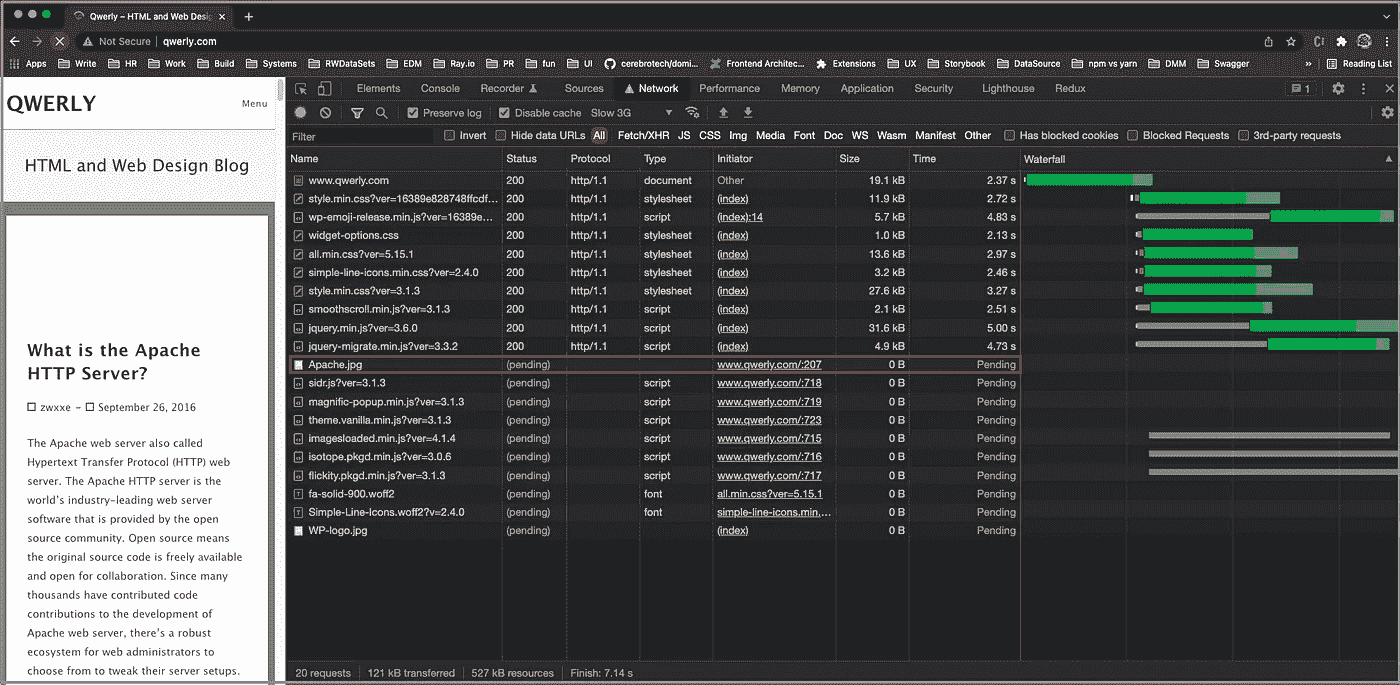 Qwerly – HTML and Web Desig
Not Secure | qwerly.com
Apps Write HR Work Build Systems RWDataSets EDM Ray.io PR fun UI cerebrotech/domi... Frontend Architec... Extensions UX Storybook DataSource npm vs yarn DMM Swagger » Reading List
QWERLY
Menu
HTML and Web Design Blog
What is the Apache
HTTP Server?
zwxxe – September 26, 2016
The Apache web server also called
Hypertext Transfer Protocol (HTTP) web
server. The Apache HTTP server is the
world's industry-leading web server
software that is provided by the open
source community. Open source means
the original source code is freely available
and open for collaboration. Since many
thousands have contributed code
contributions to the development of
Apache web server, there's a robust
ecosystem for web administrators to
choose from to tweak their server setups.
Elements Console Recorder Sources Network Performance Memory Application Security Lighthouse Redux 1
Preserve log Disable cache Slow 3G
Filter Invert Hide data URLs All Fetch/XHR JS CSS Img Media Font Doc WS Wasm Manifest Other Has blocked cookies Blocked Requests 3rd-party requests
Name Status Protocol Type Initiator Size Time Waterfall
www.qwerly.com 200 http/1.1 document Other 19.1 kB 2.37 s
style.min.css?ver=16389e828748ffcdf... 200 http/1.1 stylesheet (index) 11.9 kB 2.72 s
wp-emoji-release.min.js?ver=16389e... 200 http/1.1 script (index):14 5.7 kB 4.83 s
widget-options.css 200 http/1.1 stylesheet (index) 1.0 kB 2.13 s
all.min.css?ver=5.15.1 200 http/1.1 stylesheet (index) 13.6 kB 2.97 s
simple-line-icons.min.css?ver=2.4.0 200 http/1.1 stylesheet (index) 3.2 kB 2.46 s
style.min.css?ver=3.1.3 200 http/1.1 stylesheet (index) 27.6 kB 3.27 s
smoothscroll.min.js?ver=3.1.3 200 http/1.1 script (index) 2.1 kB 2.51 s
jquery.min.js?ver=3.6.0 200 http/1.1 script (index) 31.6 kB 5.00 s
jquery-migrate.min.js?ver=3.3.2 200 http/1.1 script (index) 4.9 kB 4.73 s
Apache.jpg (pending) www.qwerly.com/:207 0 B Pending
sidr.js?ver=3.1.3 (pending) script www.qwerly.com/:718 0 B Pending
magnific-popup.min.js?ver=3.1.3 (pending) script www.qwerly.com/:719 0 B Pending
theme.vanilla.min.js?ver=3.1.3 (pending) script www.qwerly.com/:723 0 B Pending
imagesloaded.min.js?ver=4.1.4 (pending) script www.qwerly.com/:715 0 B Pending
isotope.pkgd.min.js?ver=3.0.6 (pending) script www.qwerly.com/:716 0 B Pending
flickity.pkgd.min.js?ver=3.1.3 (pending) script www.qwerly.com/:717 0 B Pending
fa-solid-900.woff2 (pending) font all.min.css?ver=5.15.1 0 B Pending
Simple-Line-Icons.woff2?v=2.4.0 (pending) font simple-line-icons.min.... 0 B Pending
WP-logo.jpg (pending) (index) 0 B Pending
20 requests 121 kB transferred 527 kB resources Finish: 7.14 s